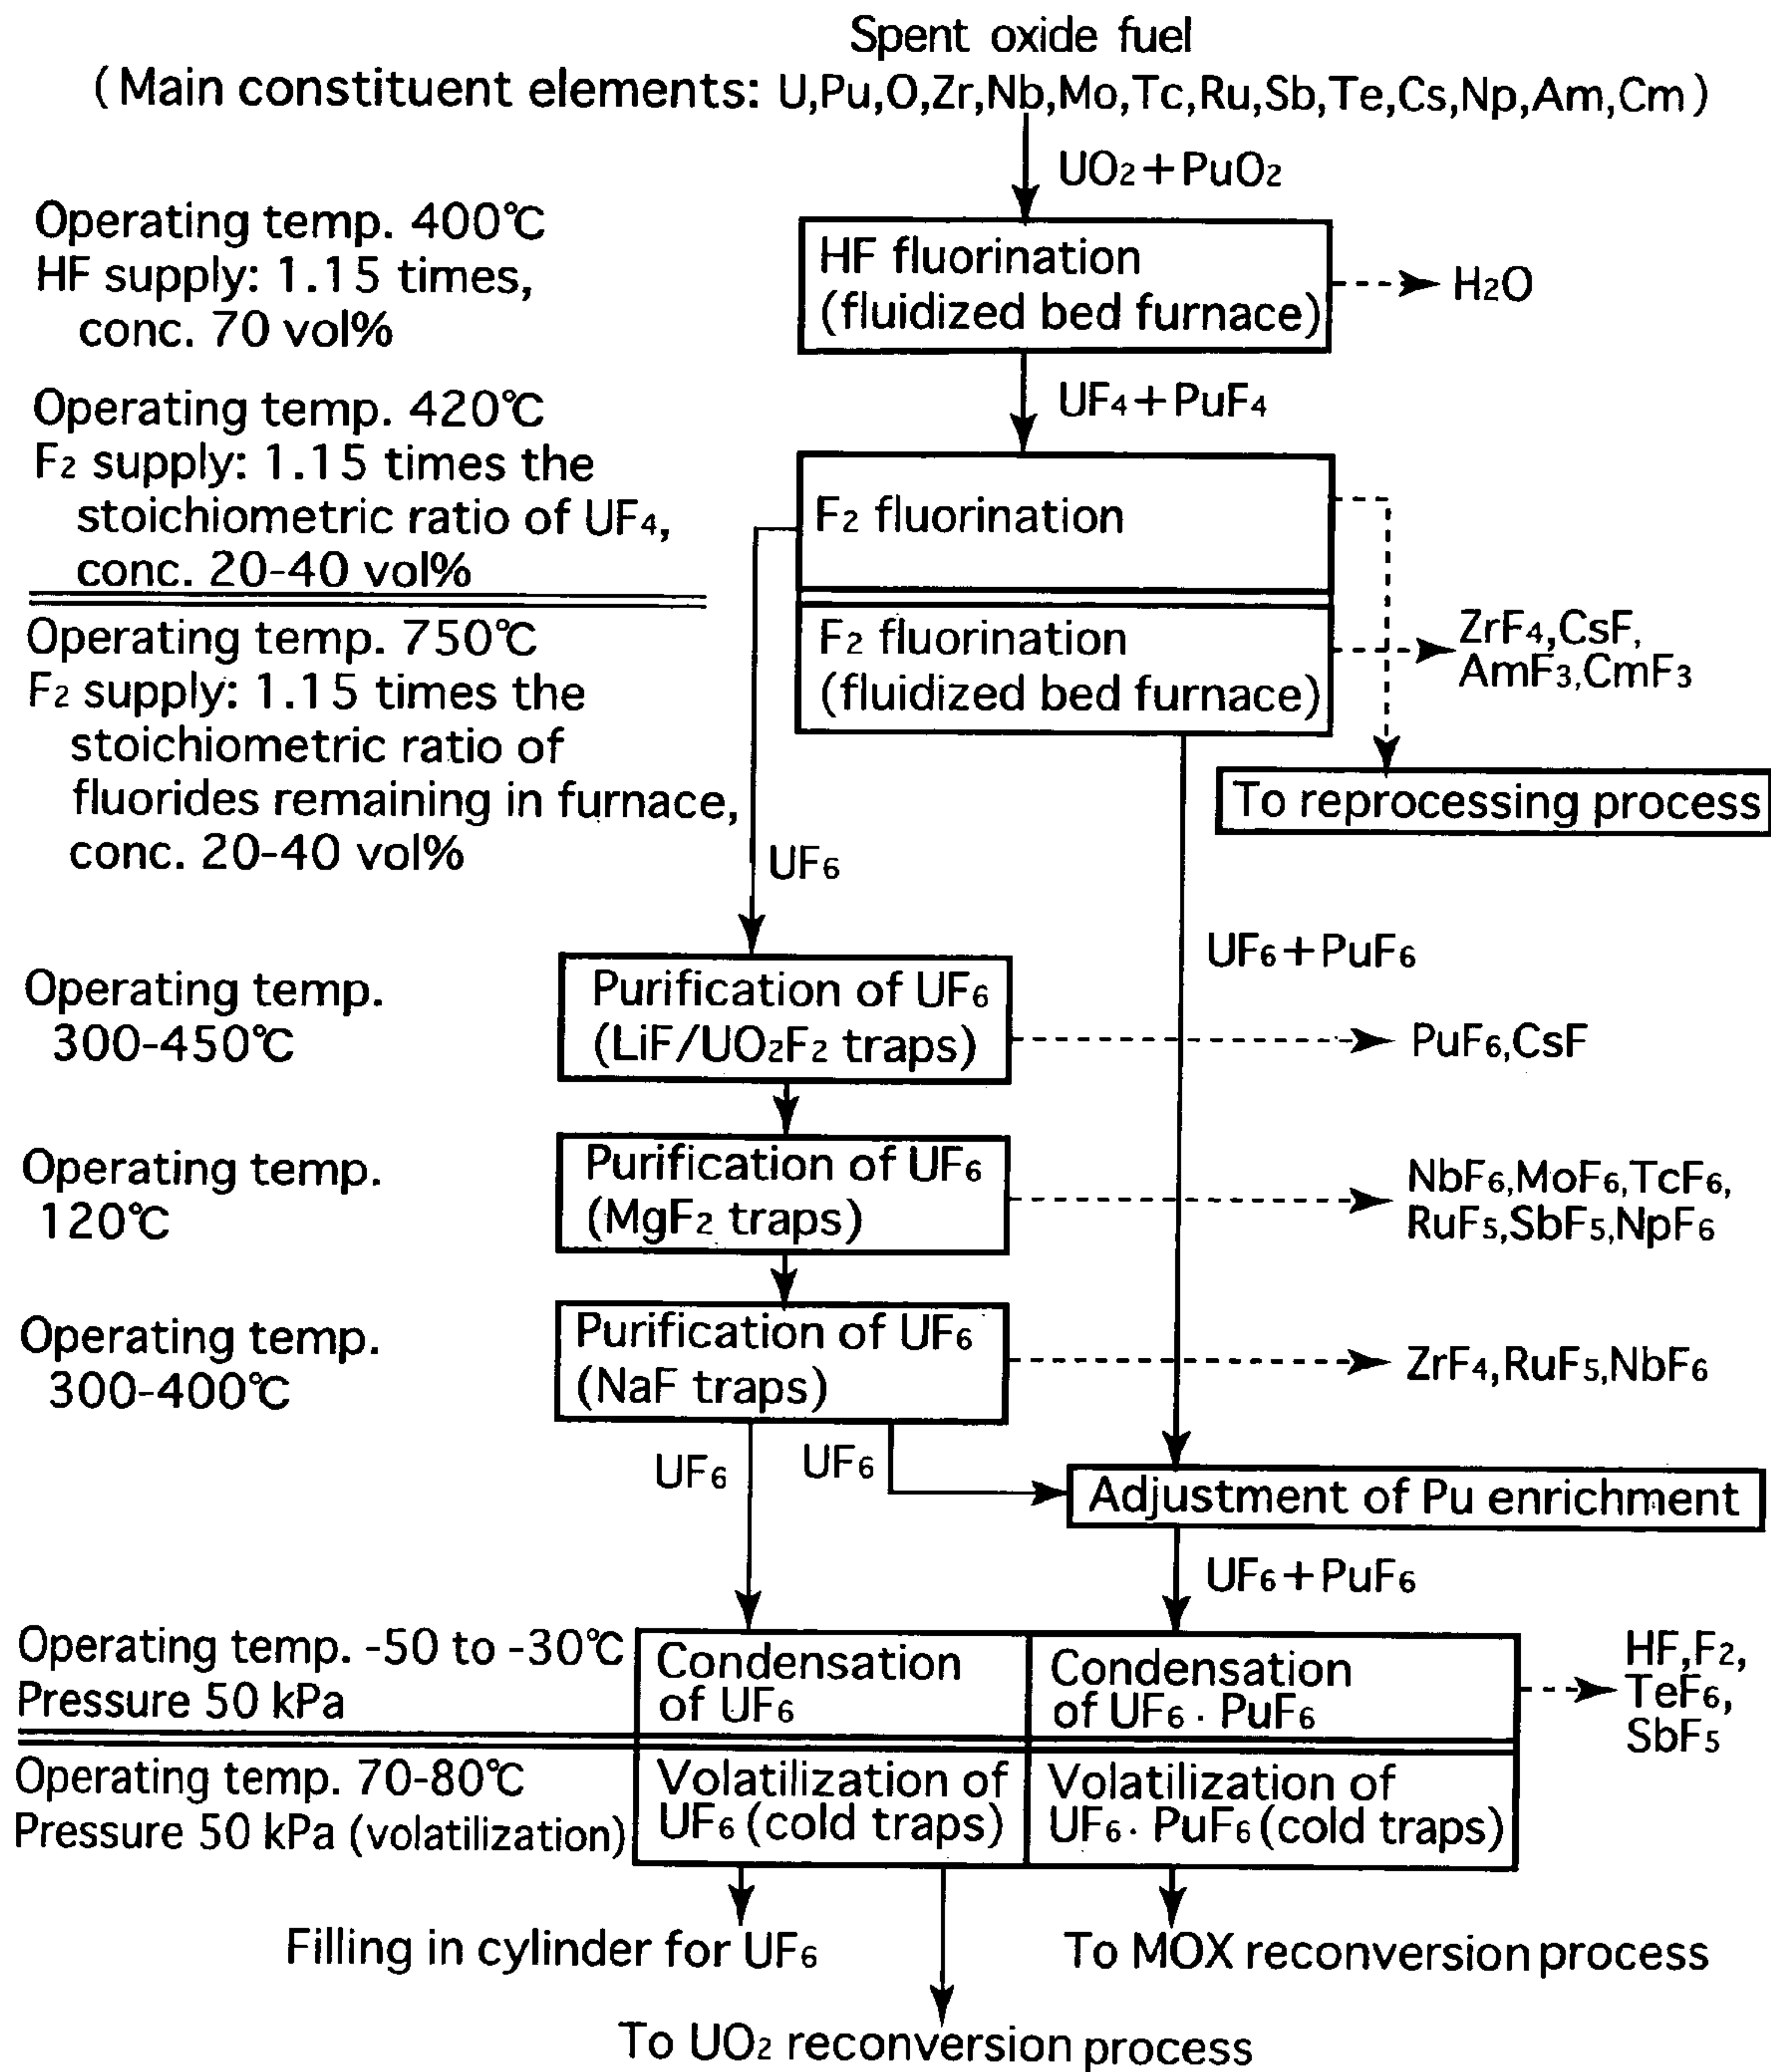 Spent oxide fuel
(Main constituent elements: U,Pu,O,Zr,Nb,Mo,Tc,Ru,Sb,Te,Cs,Np,Am,Cm)
UO₂+PuO₂
Operating temp. 400℃
HF supply: 1.15 times,
conc. 70 vol%
HF fluorination
(fluidized bed furnace)
H₂O
UF₄+PuF₄
Operating temp. 420℃
F₂ supply: 1.15 times the
stoichiometric ratio of UF₄,
conc. 20-40 vol%
F₂ fluorination
Operating temp. 750℃
F₂ supply: 1.15 times the
stoichiometric ratio of
fluorides remaining in furnace,
conc. 20-40 vol%
F₂ fluorination
(fluidized bed furnace)
ZrF₄,CsF,
AmF₃,CmF₃
To reprocessing process
UF₆
UF₆+PuF₆
Operating temp.
300-450℃
Purification of UF₆
(LiF/UO₂F₂ traps)
PuF₆,CsF
Operating temp.
120℃
Purification of UF₆
(MgF₂ traps)
NbF₆,MoF₆,TcF₆,
RuF₅,SbF₅,NpF₆
Operating temp.
300-400℃
Purification of UF₆
(NaF traps)
ZrF₄,RuF₅,NbF₆
UF₆
UF₆
Adjustment of Pu enrichment
UF₆+PuF₆
Operating temp. -50 to -30℃
Pressure 50 kPa
Condensation
of UF₆
Condensation
of UF₆·PuF₆
HF,F₂,
TeF₆,
SbF₅
Operating temp. 70-80℃
Pressure 50 kPa (volatilization)
Volatilization of
UF₆ (cold traps)
Volatilization of
UF₆·PuF₆ (cold traps)
Filling in cylinder for UF₆
To MOX reconversion process
To UO₂ reconversion process